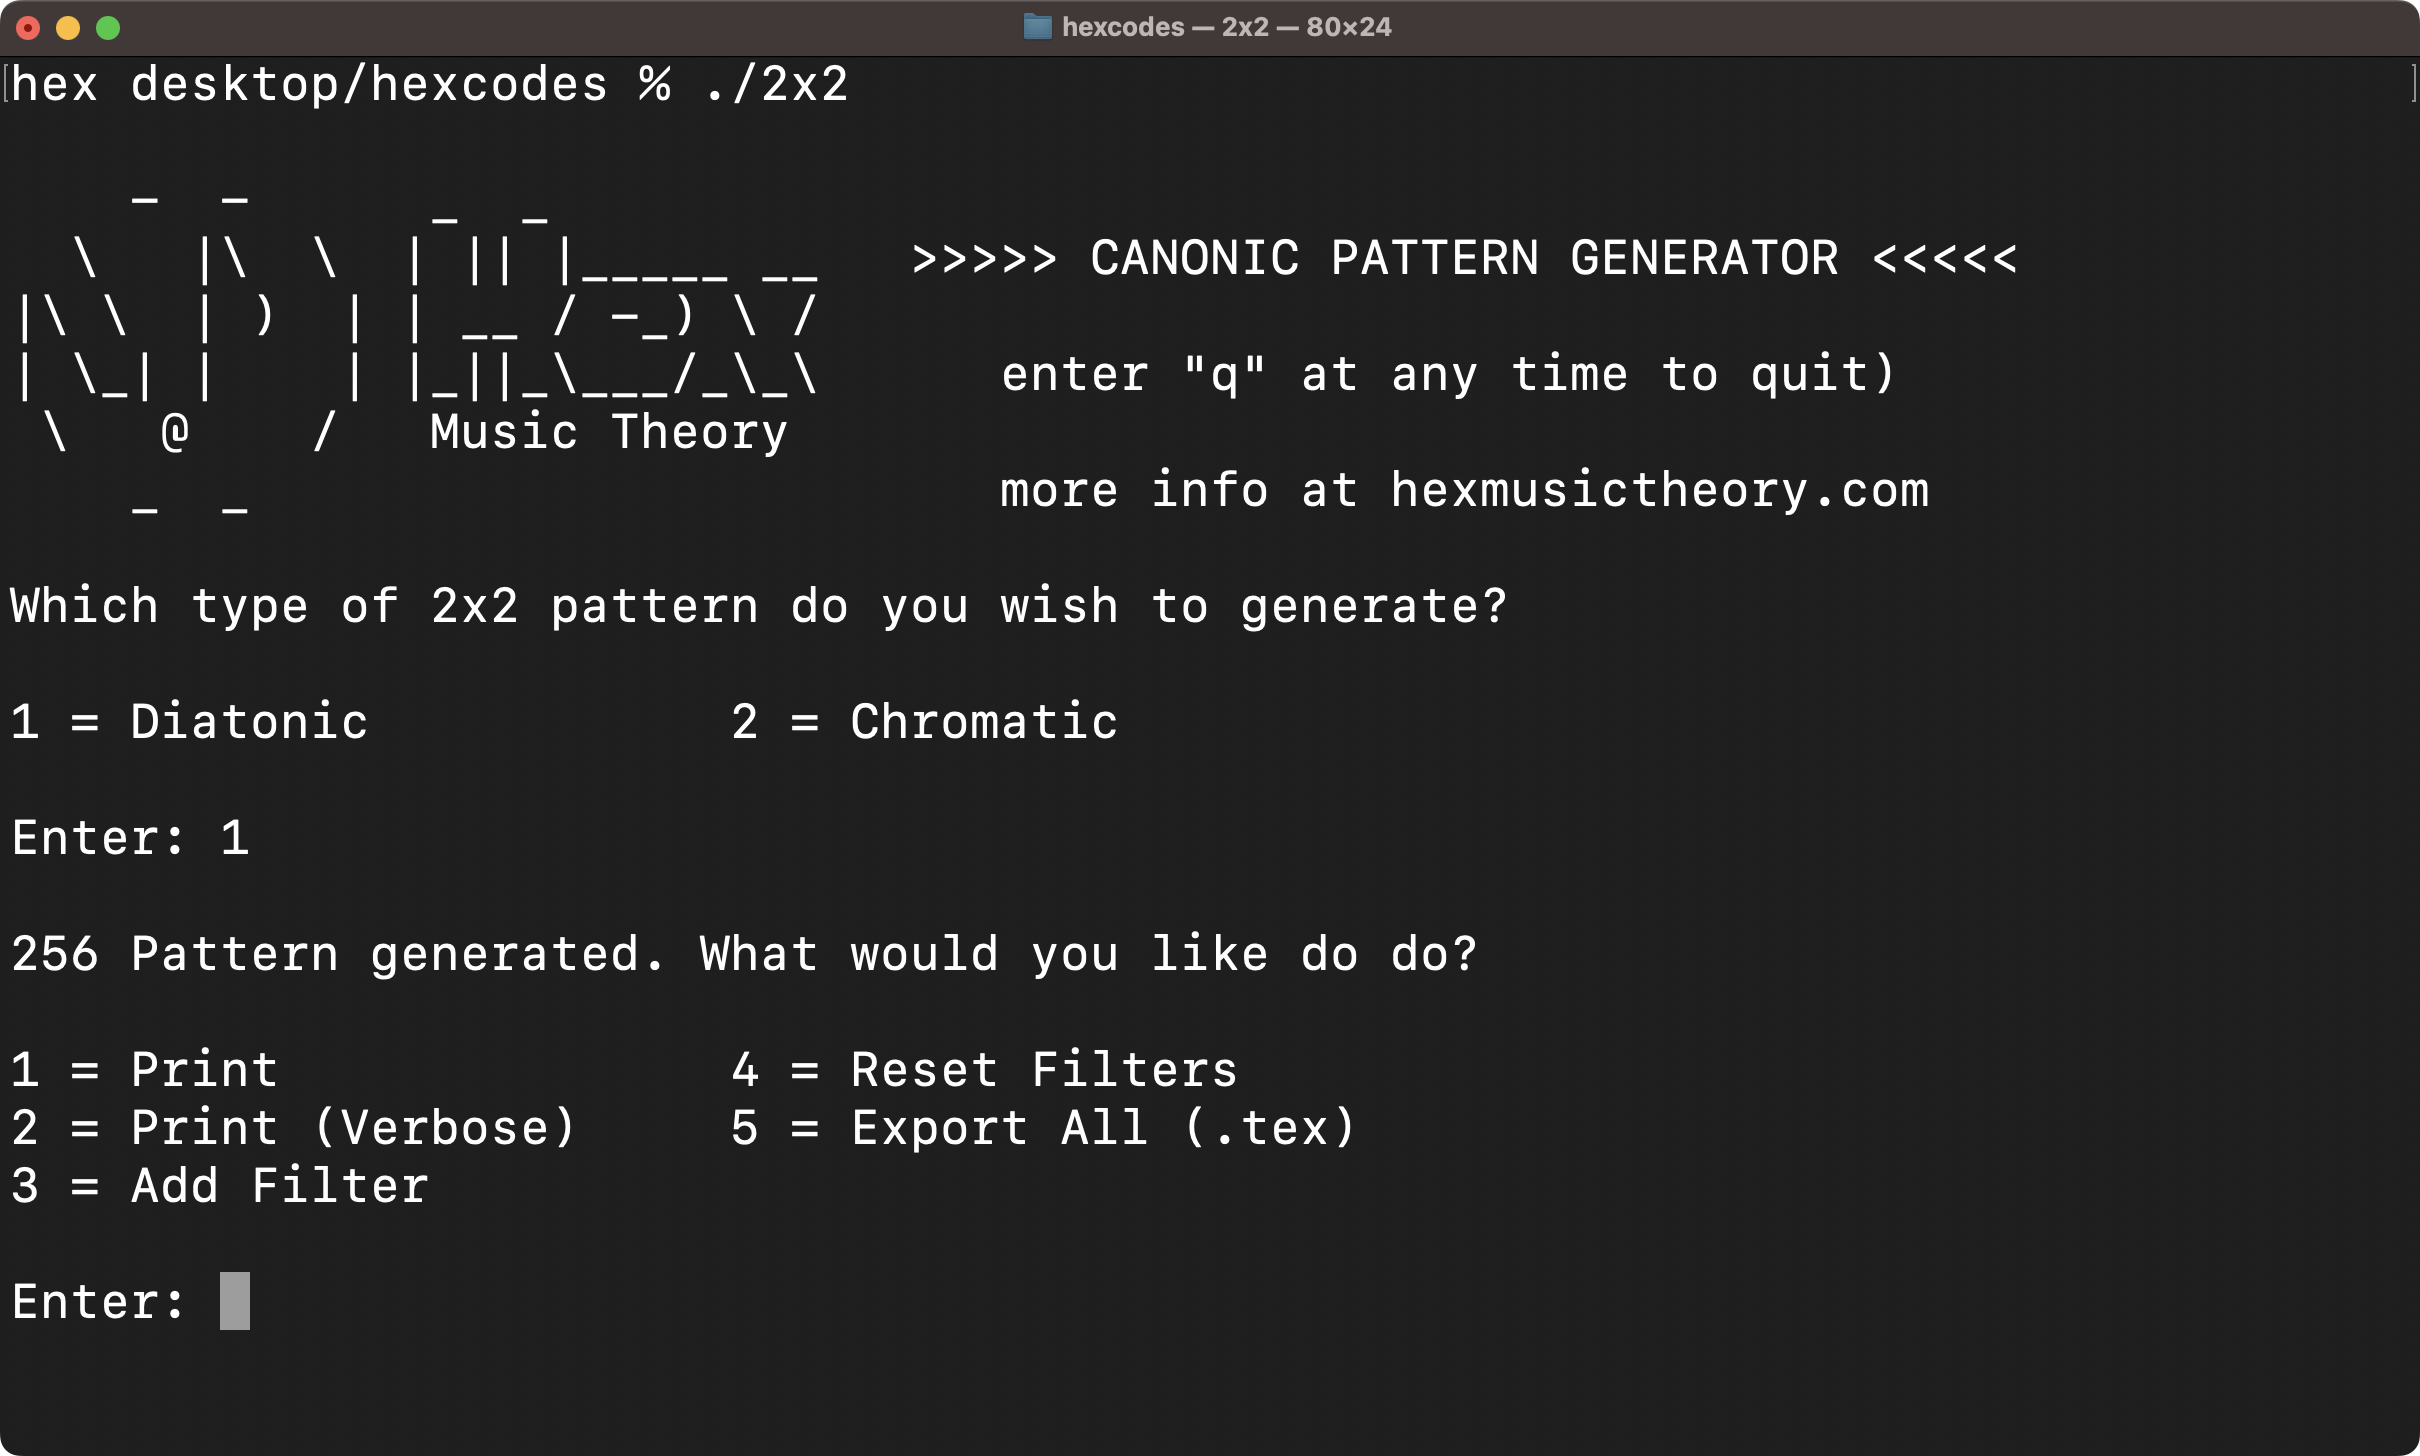 hexcodes — 2x2 — 80×24
hex desktop/hexcodes % ./2x2
>>>>> CANONIC PATTERN GENERATOR <<<<<
Hex
enter "q" at any time to quit)
Music Theory
more info at hexmusictheory.com
Which type of 2x2 pattern do you wish to generate?
1 = Diatonic 2 = Chromatic
Enter: 1
256 Pattern generated. What would you like do do?
1 = Print 4 = Reset Filters
2 = Print (Verbose) 5 = Export All (.tex)
3 = Add Filter
Enter: